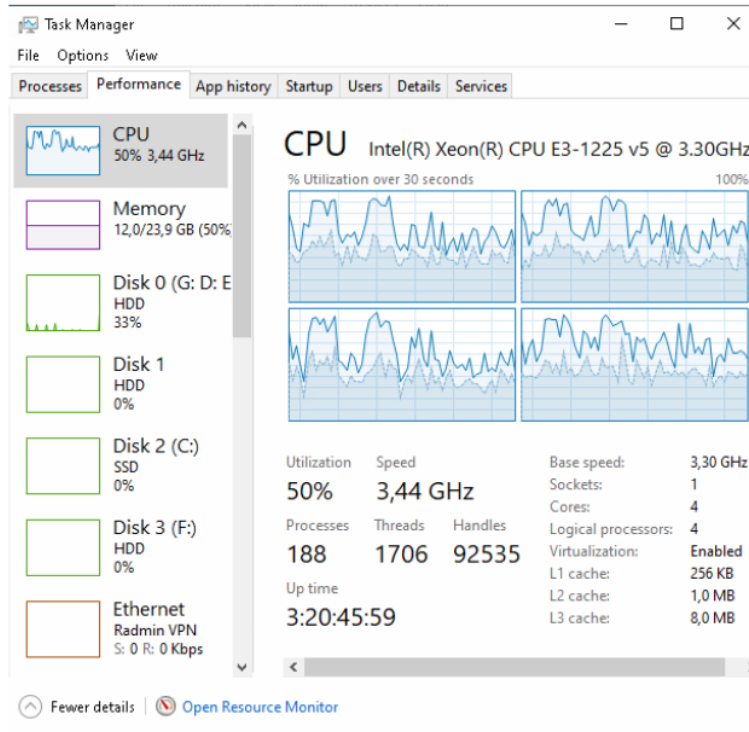 Task Manager
File Options View
Processes Performance App history Startup Users Details Services
CPU
50% 3,44 GHz
Memory
12,0/23,9 GB (50%
Disk 0 (G: D: E
HDD
33%
Disk 1
HDD
0%
Disk 2 (C:)
SSD
0%
Disk 3 (F:)
HDD
0%
Ethernet
Radmin VPN
S: 0 R: 0 Kbps
CPU Intel(R) Xeon(R) CPU E3-1225 v5 @ 3.30GHz
% Utilization over 30 seconds 100%
Utilization Speed
50% 3,44 GHz
Processes Threads Handles
188 1706 92535
Up time
3:20:45:59
Base speed: 3,30 GHz
Sockets: 1
Cores: 4
Logical processors: 4
Virtualization: Enabled
L1 cache: 256 KB
L2 cache: 1,0 MB
L3 cache: 8,0 MB
Fewer details Open Resource Monitor